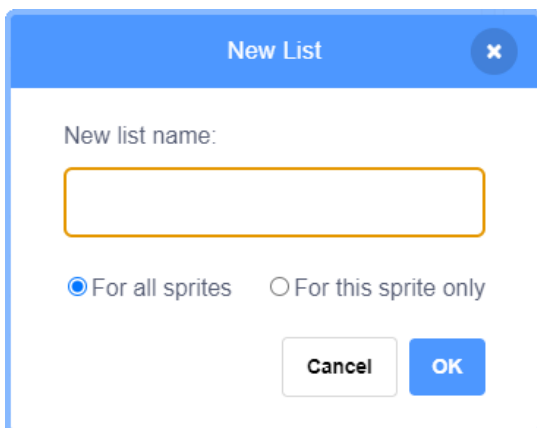 New List
New list name:
For all sprites For this sprite only
Cancel OK